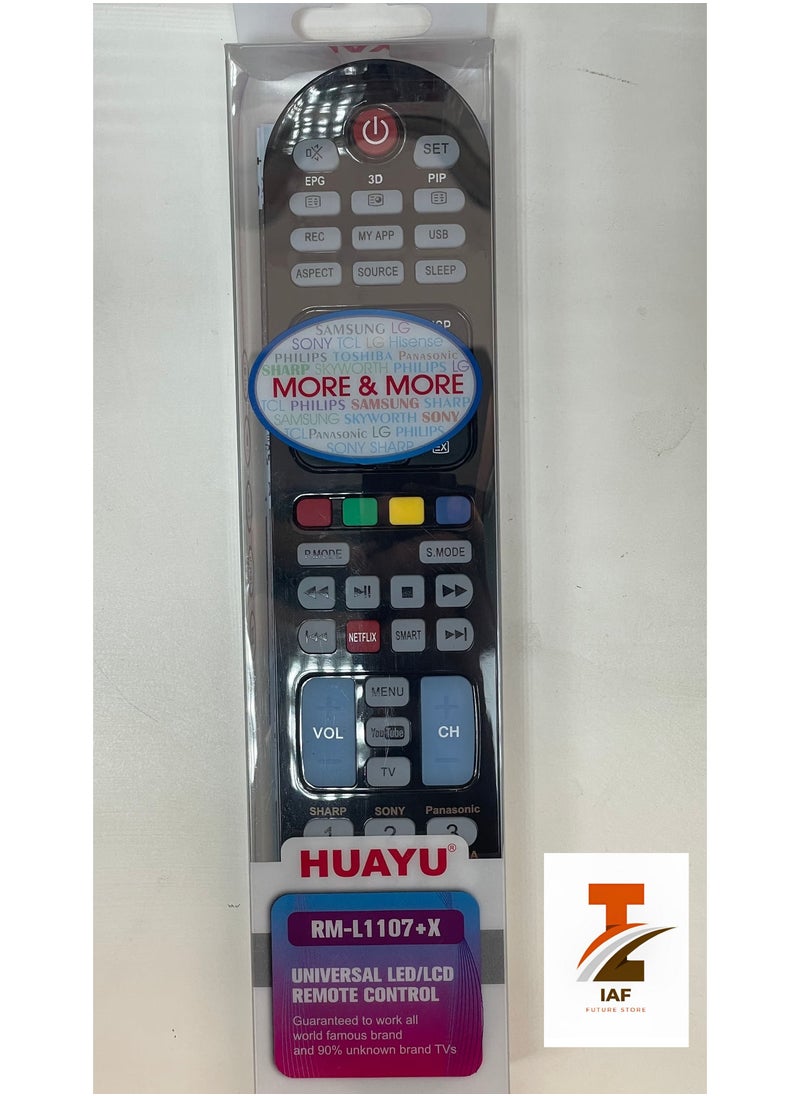 SET
EPG 3D PIP
REC MY APP USB
ASPECT SOURCE SLEEP
SAMSUNG LG
SONY TCL LG Hisense
PHILIPS TOSHIBA Panasonic
SHARP SKYWORTH PHILIPS LG
MORE & MORE
TCL PHILIPS SAMSUNG SHARP
SAMSUNG SKYWORTH SONY
TCL Panasonic LG PHILIPS
SONY SHARP
P.MODE S.MODE
NETFLIX SMART
MENU
VOL YouTube CH
TV
SHARP SONY Panasonic
1 2 3
HUAYU®
RM-L1107+X
UNIVERSAL LED/LCD
REMOTE CONTROL
Guaranteed to work all
world famous brand
and 90% unknown brand TVs
IAF
FUTURE STORE